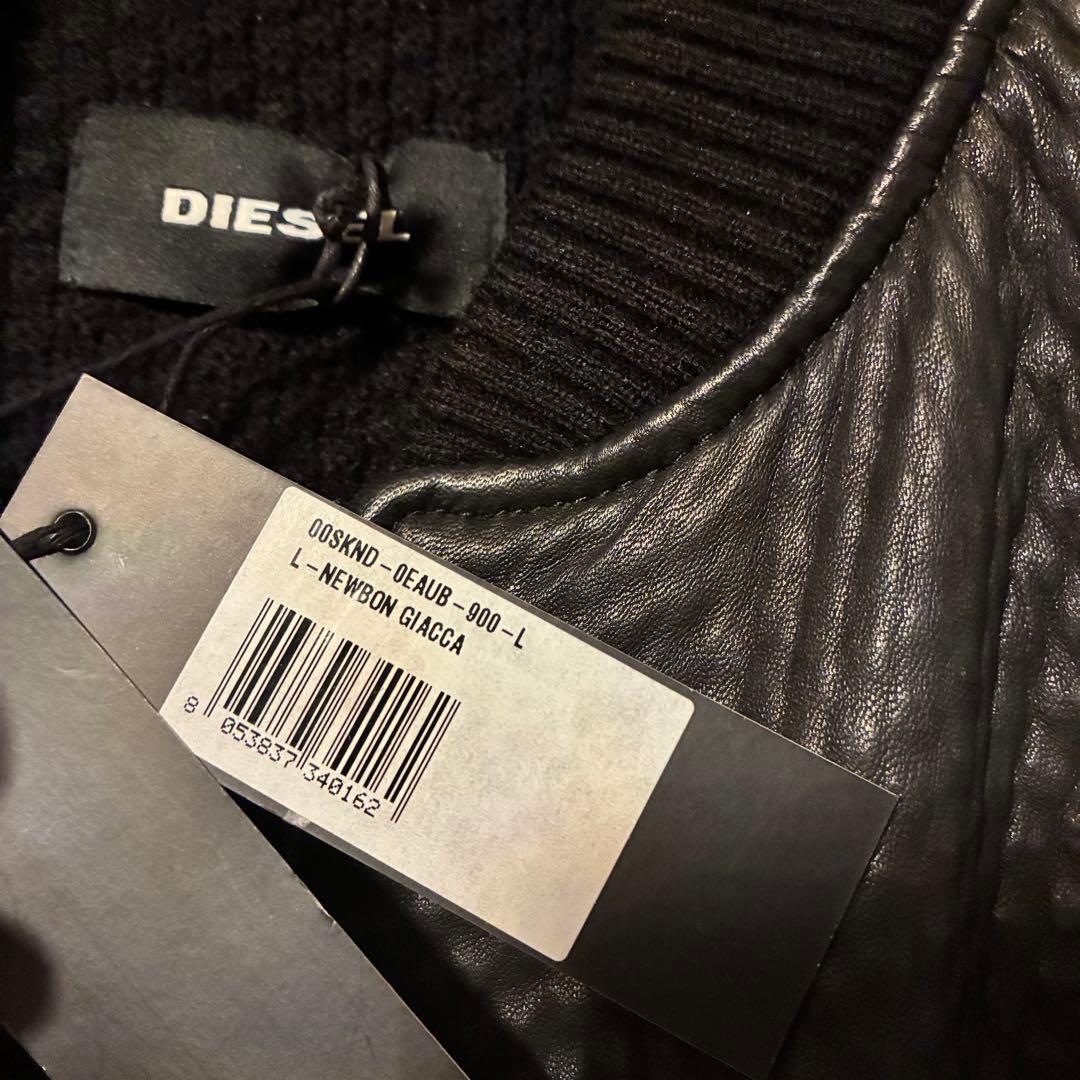 DIESEL
00SKND-0EAUB-900-L
L-NEWBON GIACCA
8 053837 340162